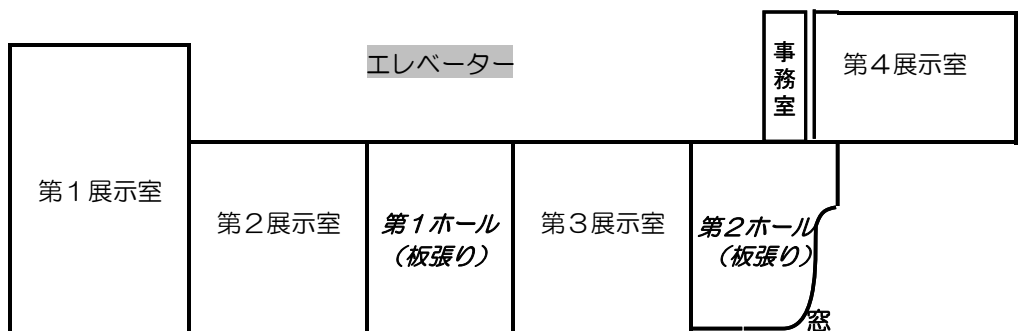 エレベーター
事務室
第4展示室
第1展示室
第2展示室
第1ホール
(板張り)
第3展示室
第2ホール
(板張り)
窓